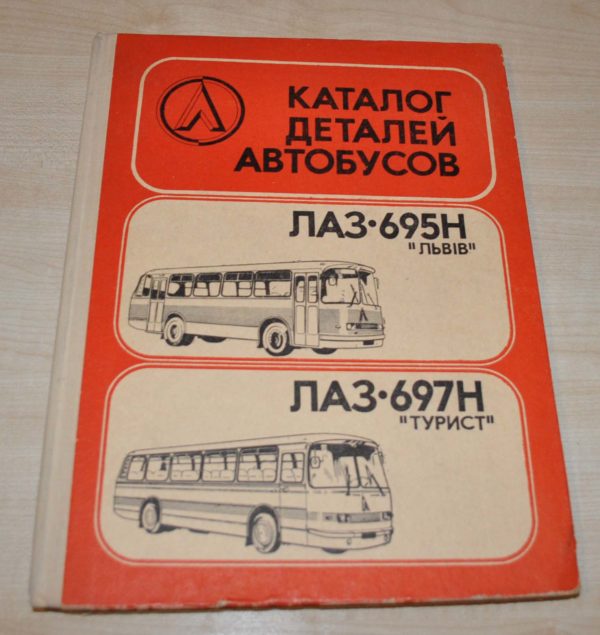 КАТАЛОГ
ДЕТАЛЕЙ
АВТОБУСОВ
ЛАЗ·695Н
"ЛЬВІВ"
ЛАЗ·697Н
"ТУРИСТ"